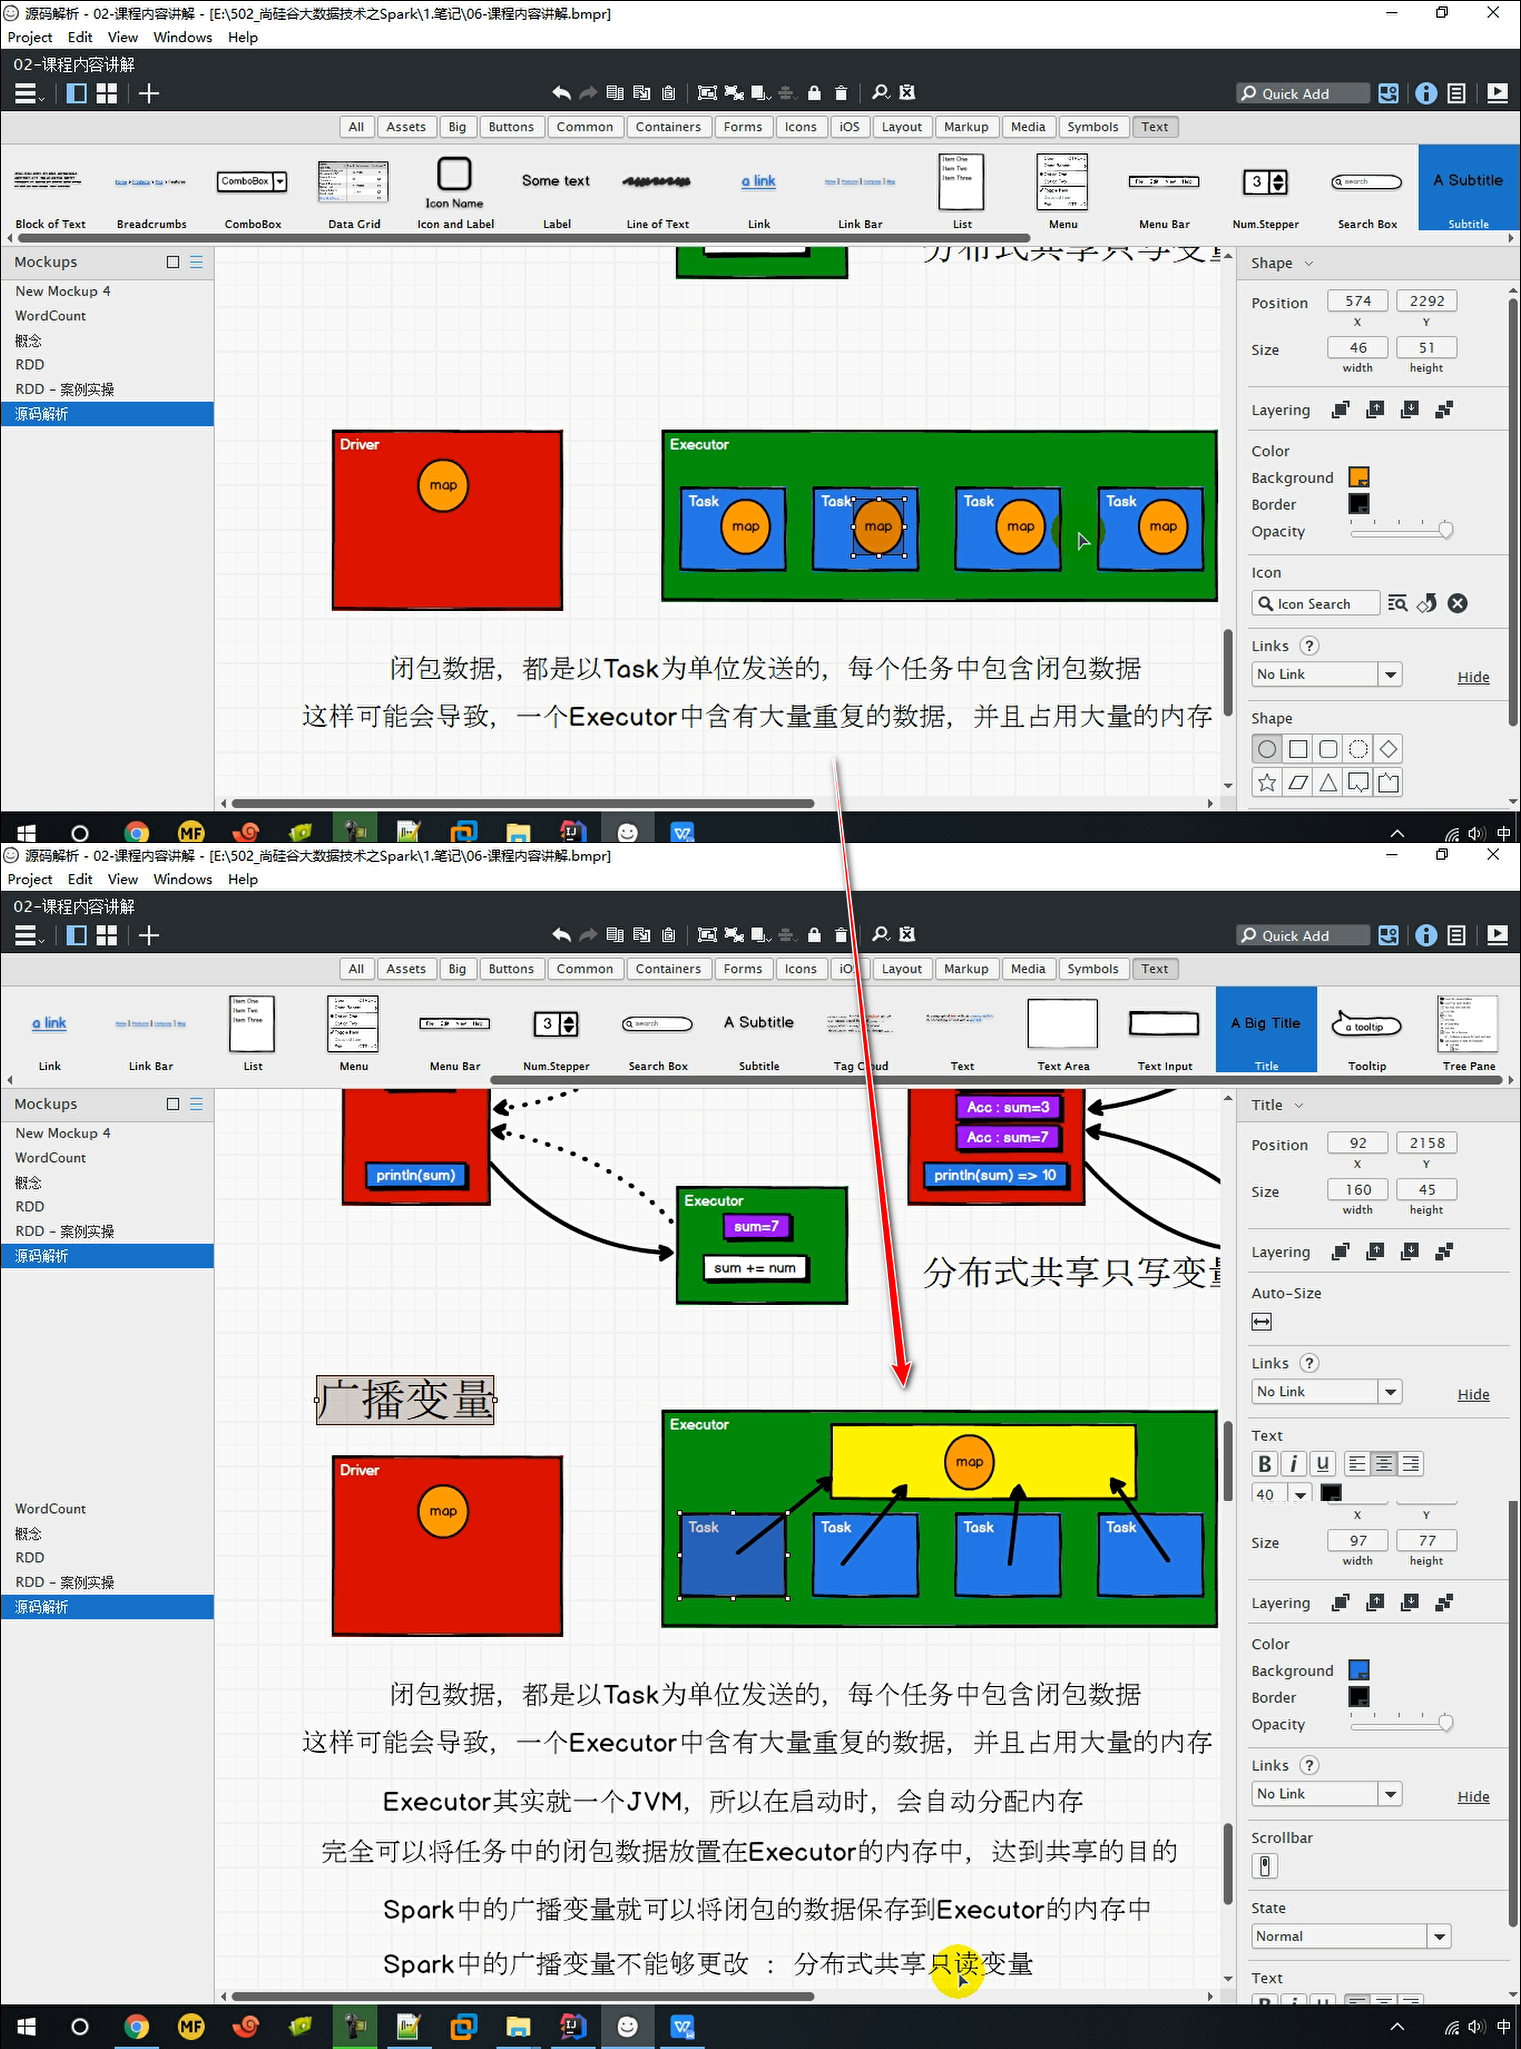 源码解析 - 02-课程内容讲解 - [E:\502_尚硅谷大数据技术之Spark\1.笔记\06-课程内容讲解.bmpr]
Project Edit View Windows Help
02-课程内容讲解
Quick Add
All Assets Big Buttons Common Containers Forms Icons iOS Layout Markup Media Symbols Text
ComboBox
Icon Name
Some text
a link
Item One
Item Two
Item Three
3
search
A Subtitle
Block of Text Breadcrumbs ComboBox Data Grid Icon and Label Label Line of Text Link Link Bar List Menu Menu Bar Num.Stepper Search Box Subtitle
Mockups
New Mockup 4
WordCount
概念
RDD
RDD - 案例实操
源码解析
分布式共享只写变量
Driver
map
Executor
Task map
Task map
Task map
Task map
闭包数据，都是以Task为单位发送的，每个任务中包含闭包数据
这样可能会导致，一个Executor中含有大量重复的数据，并且占用大量的内存
Shape
Position 574 2292
X Y
Size 46 51
width height
Layering
Color
Background
Border
Opacity
Icon
Icon Search
Links ?
No Link Hide
Shape
中
源码解析 - 02-课程内容讲解 - [E:\502_尚硅谷大数据技术之Spark\1.笔记\06-课程内容讲解.bmpr]
Project Edit View Windows Help
02-课程内容讲解
Quick Add
All Assets Big Buttons Common Containers Forms Icons iO Layout Markup Media Symbols Text
a link
Item One
Item Two
Item Three
3
search
A Subtitle
A Big Title
a tooltip
Link Link Bar List Menu Menu Bar Num.Stepper Search Box Subtitle Tag Cloud Text Text Area Text Input Title Tooltip Tree Pane
Mockups
New Mockup 4
WordCount
概念
RDD
RDD - 案例实操
源码解析
println(sum)
Executor
sum=7
sum += num
Acc : sum=3
Acc : sum=7
println(sum) => 10
分布式共享只写变量
广播变量
Driver
map
Executor
map
Task
Task
Task
Task
闭包数据，都是以Task为单位发送的，每个任务中包含闭包数据
这样可能会导致，一个Executor中含有大量重复的数据，并且占用大量的内存
Executor其实就一个JVM，所以在启动时，会自动分配内存
完全可以将任务中的闭包数据放置在Executor的内存中，达到共享的目的
Spark中的广播变量就可以将闭包的数据保存到Executor的内存中
Spark中的广播变量不能够更改 ： 分布式共享只读变量
WordCount
概念
RDD
RDD - 案例实操
源码解析
Title
Position 92 2158
X Y
Size 160 45
width height
Layering
Auto-Size
Links ?
No Link Hide
Text
B i U
40
X Y
Size 97 77
width height
Layering
Color
Background
Border
Opacity
Links ?
No Link Hide
Scrollbar
State
Normal
Text
中